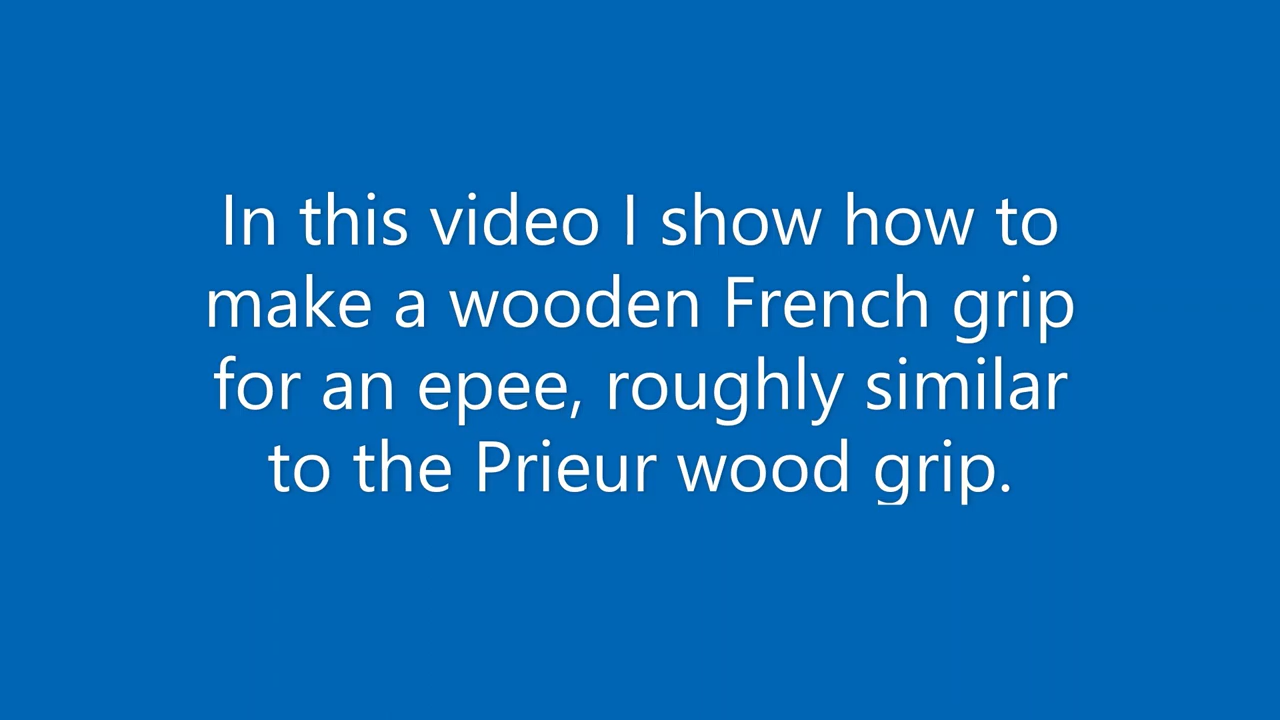 In this video I show how to
make a wooden French grip
for an epee, roughly similar
to the Prieur wood grip.